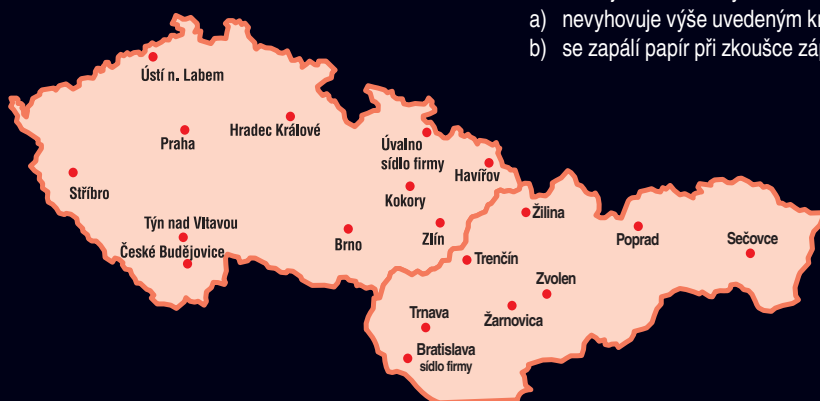 a) nevyhovuje výše uvedeným
b) se zapálí papír při zkoušce
Ústí n. Labem
Hradec Králové
Praha
Úvalno
sídlo firmy
Havířov
Stříbro
Kokory
Žilina
Týn nad Vltavou
České Budějovice
Brno
Zlín
Poprad
Sečovce
Trenčín
Zvolen
Žarnovica
Trnava
Bratislava
sídlo firmy